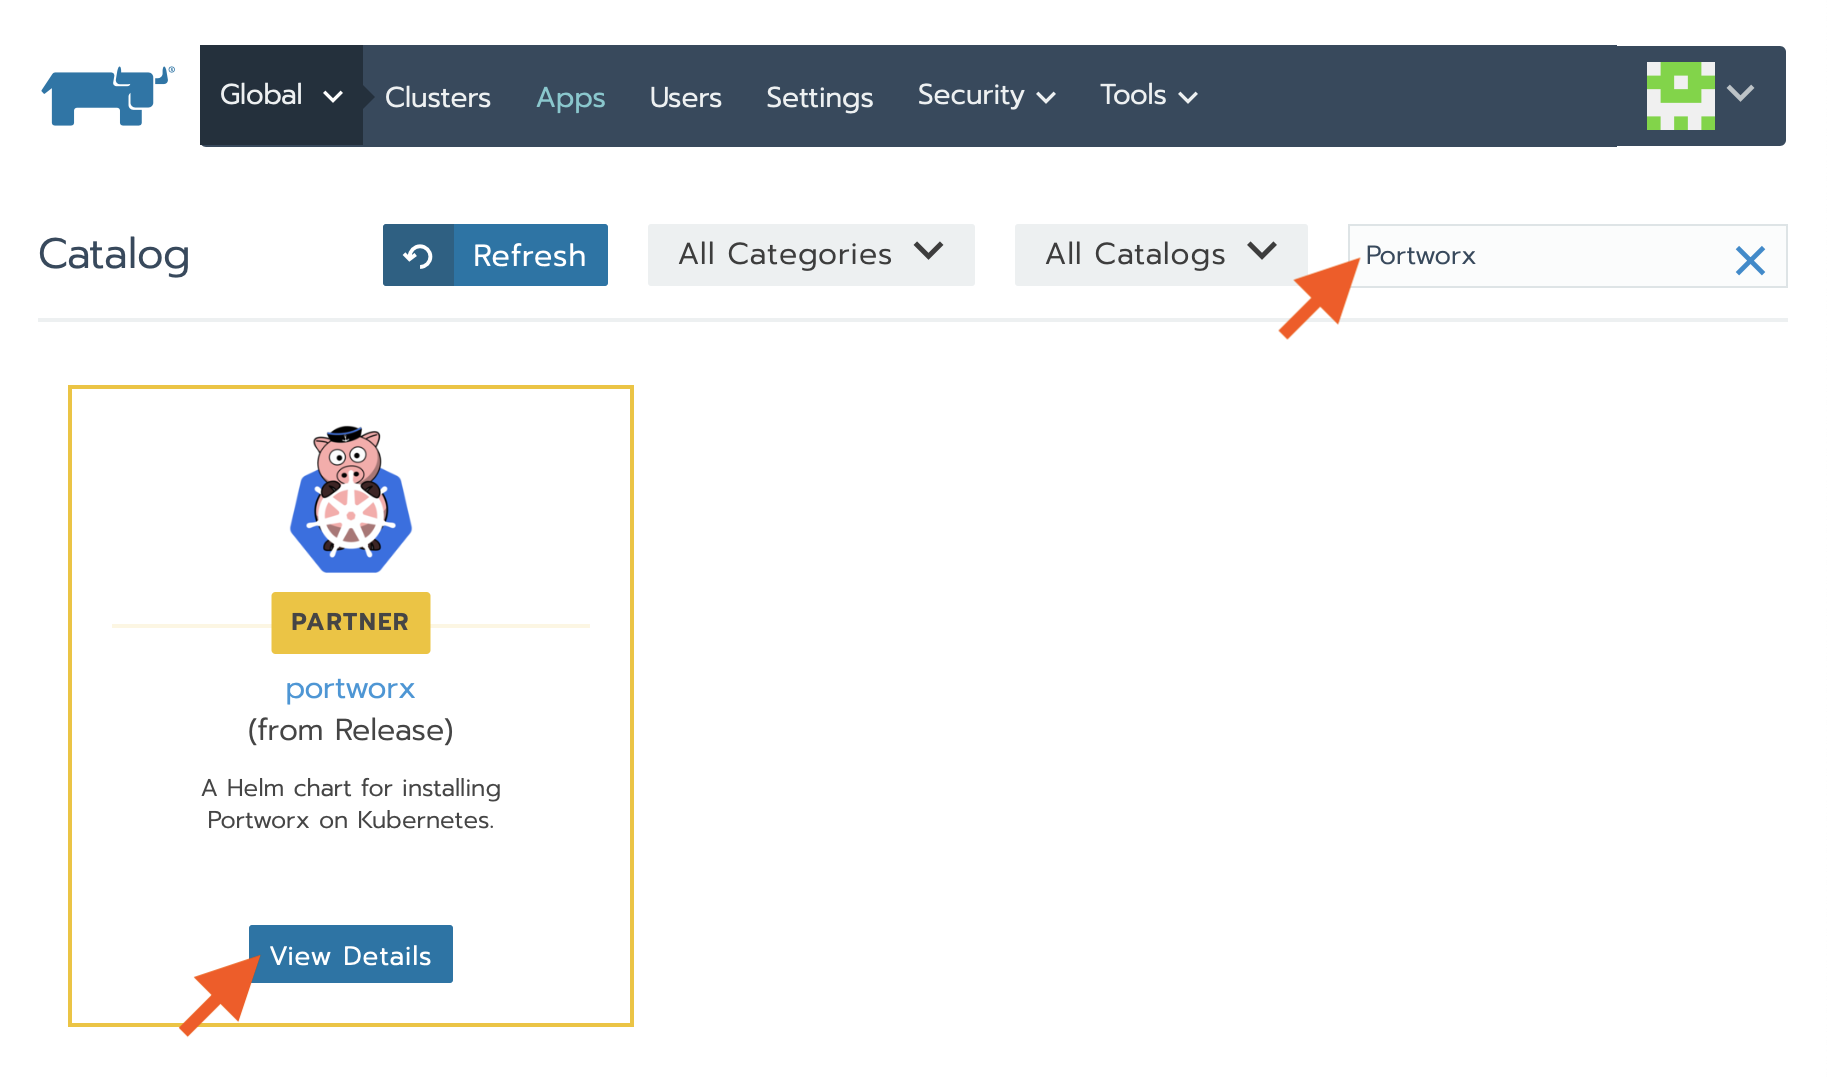 Global Clusters Apps Users Settings Security Tools
Catalog Refresh All Categories All Catalogs Portworx
PARTNER
portworx
(from Release)
A Helm chart for installing
Portworx on Kubernetes.
View Details